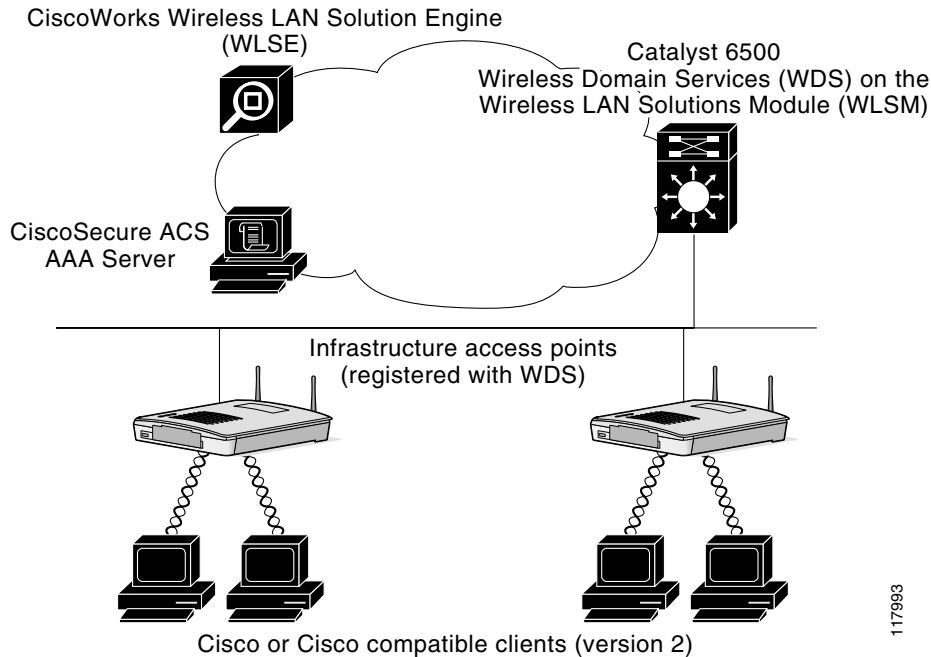 CiscoWorks Wireless LAN Solution Engine
(WLSE)
Catalyst 6500
Wireless Domain Services (WDS) on the
Wireless LAN Solutions Module (WLSM)
CiscoSecure ACS
AAA Server
Infrastructure access points
(registered with WDS)
Cisco or Cisco compatible clients (version 2)
117993